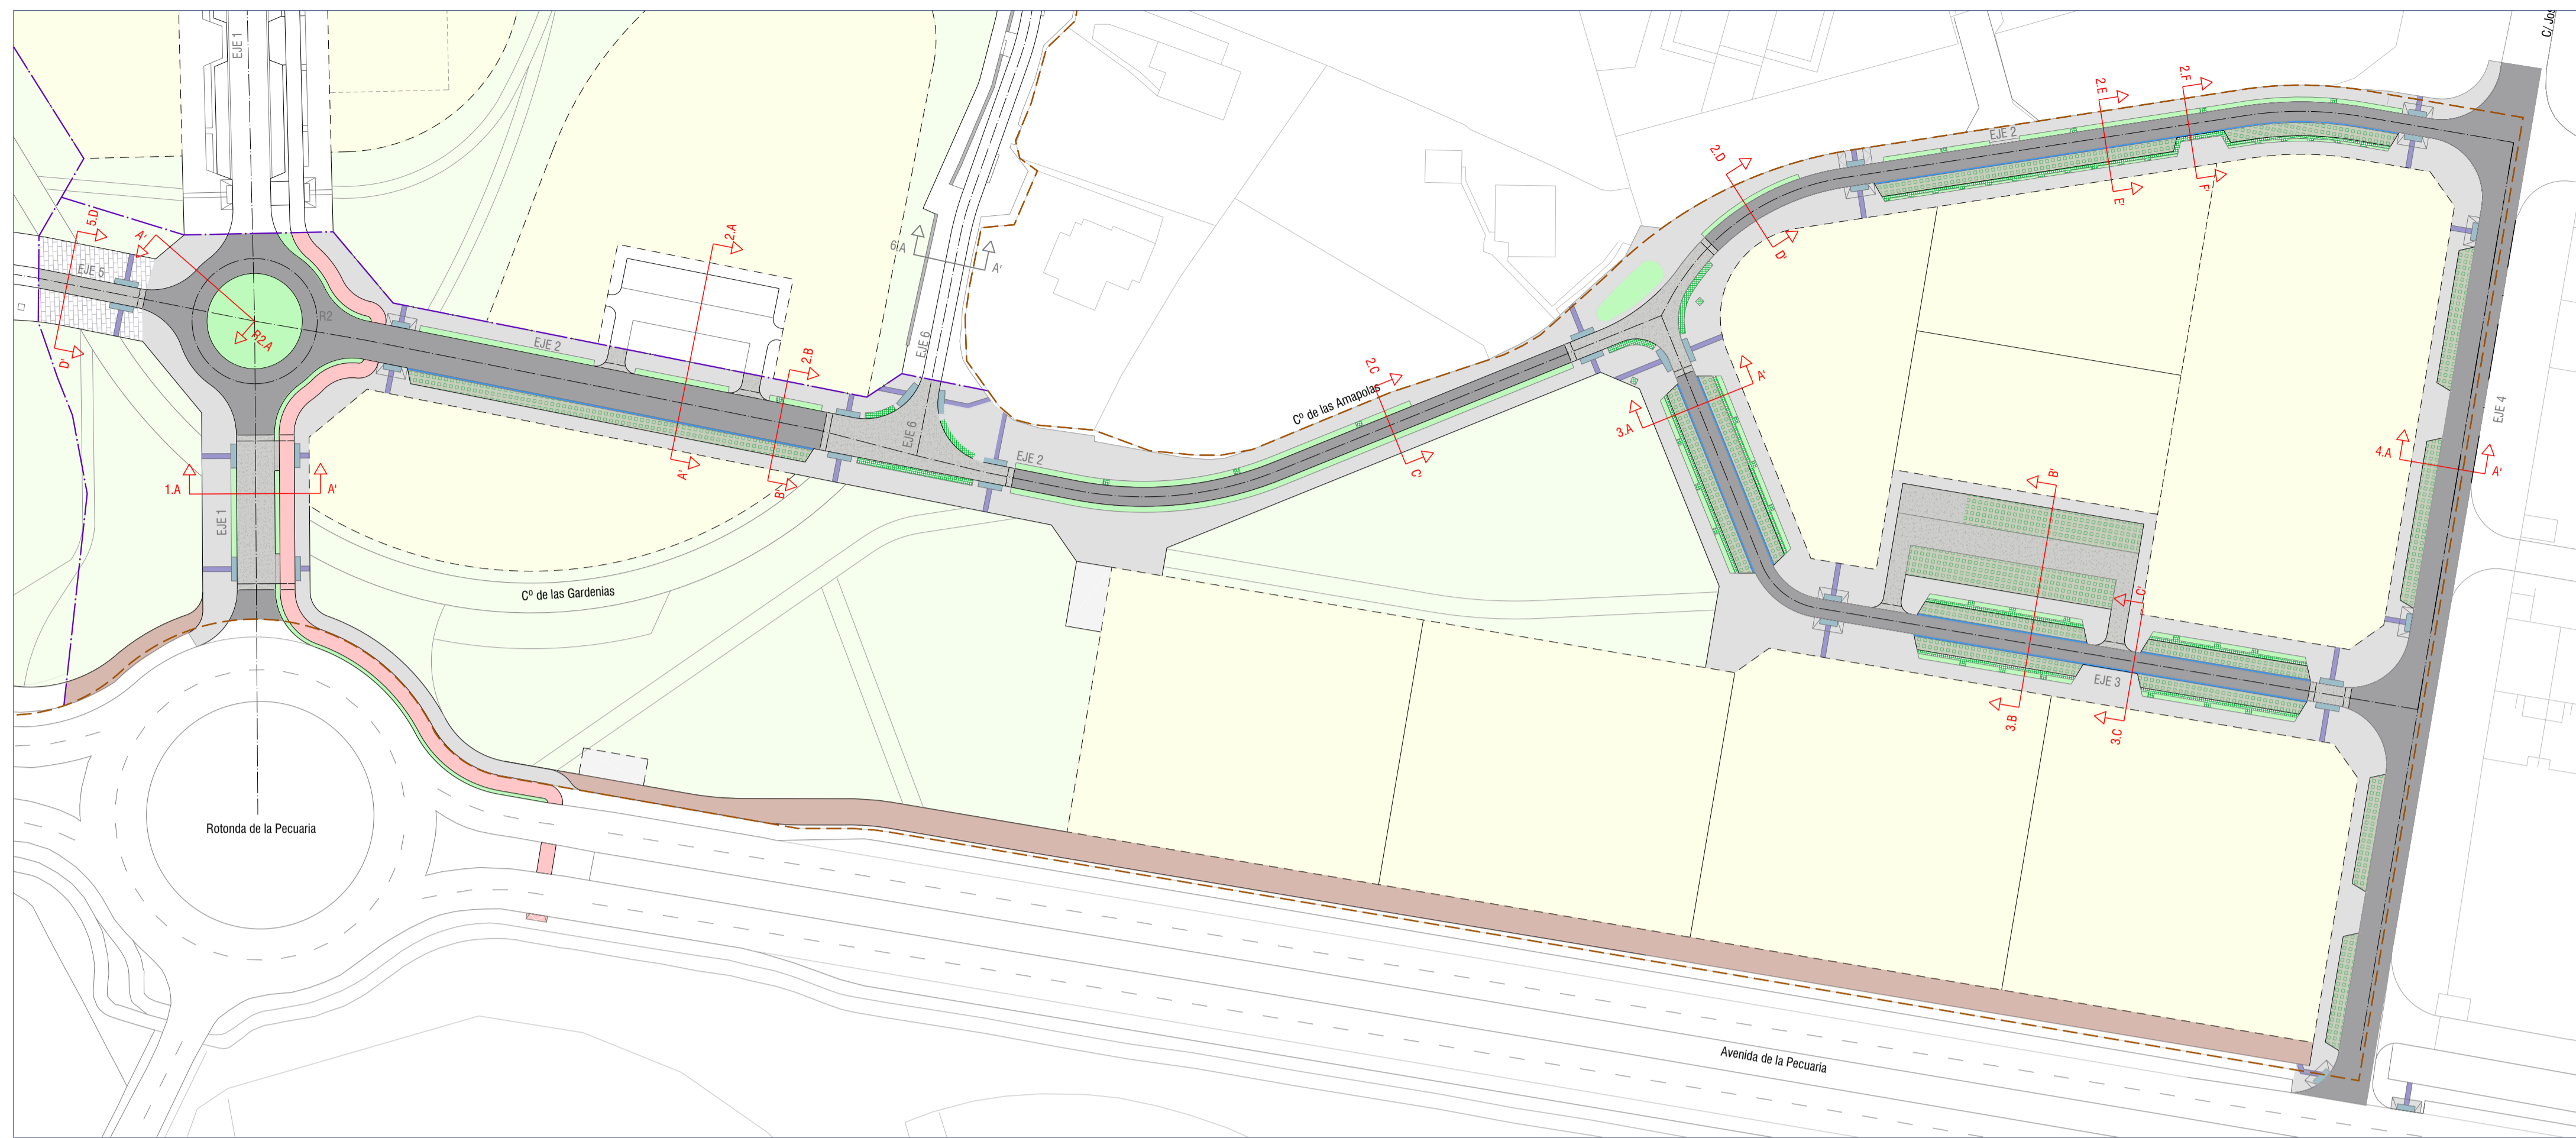 EJE 1
C/ Jos
5.D
A'
EJE 5
D'
R2
R2.A
EJE 2
2.A
A'
2.B
B'
6.A
A'
EJE 6
EJE 6
EJE 2
1.A
A'
EJE 1
Cº de las Gardenias
Cº de las Amapolas
2.C
C'
2.D
D'
EJE 2
2.E
E'
2.F
F'
3.A
A'
EJE 4
4.A
A'
B'
3.B
C'
3.C
EJE 3
Rotonda de la Pecuaria
Avenida de la Pecuaria